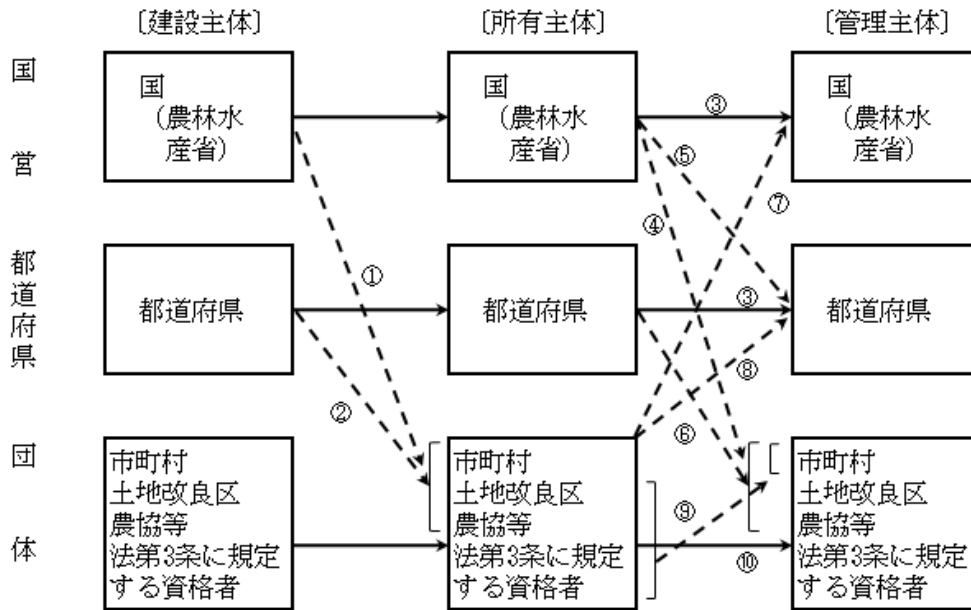 〔建設主体〕
〔所有主体〕
〔管理主体〕
国営
国
（農林水
産省）
国
（農林水
産省）
国
（農林水
産省）
③
⑤
④
⑦
都道府県
都道府県
都道府県
都道府県
①
②
③
⑧
⑥
団体
市町村
土地改良区
農協等
法第3条に規定
する資格者
市町村
土地改良区
農協等
法第3条に規定
する資格者
市町村
土地改良区
農協等
法第3条に規定
する資格者
⑨
⑩